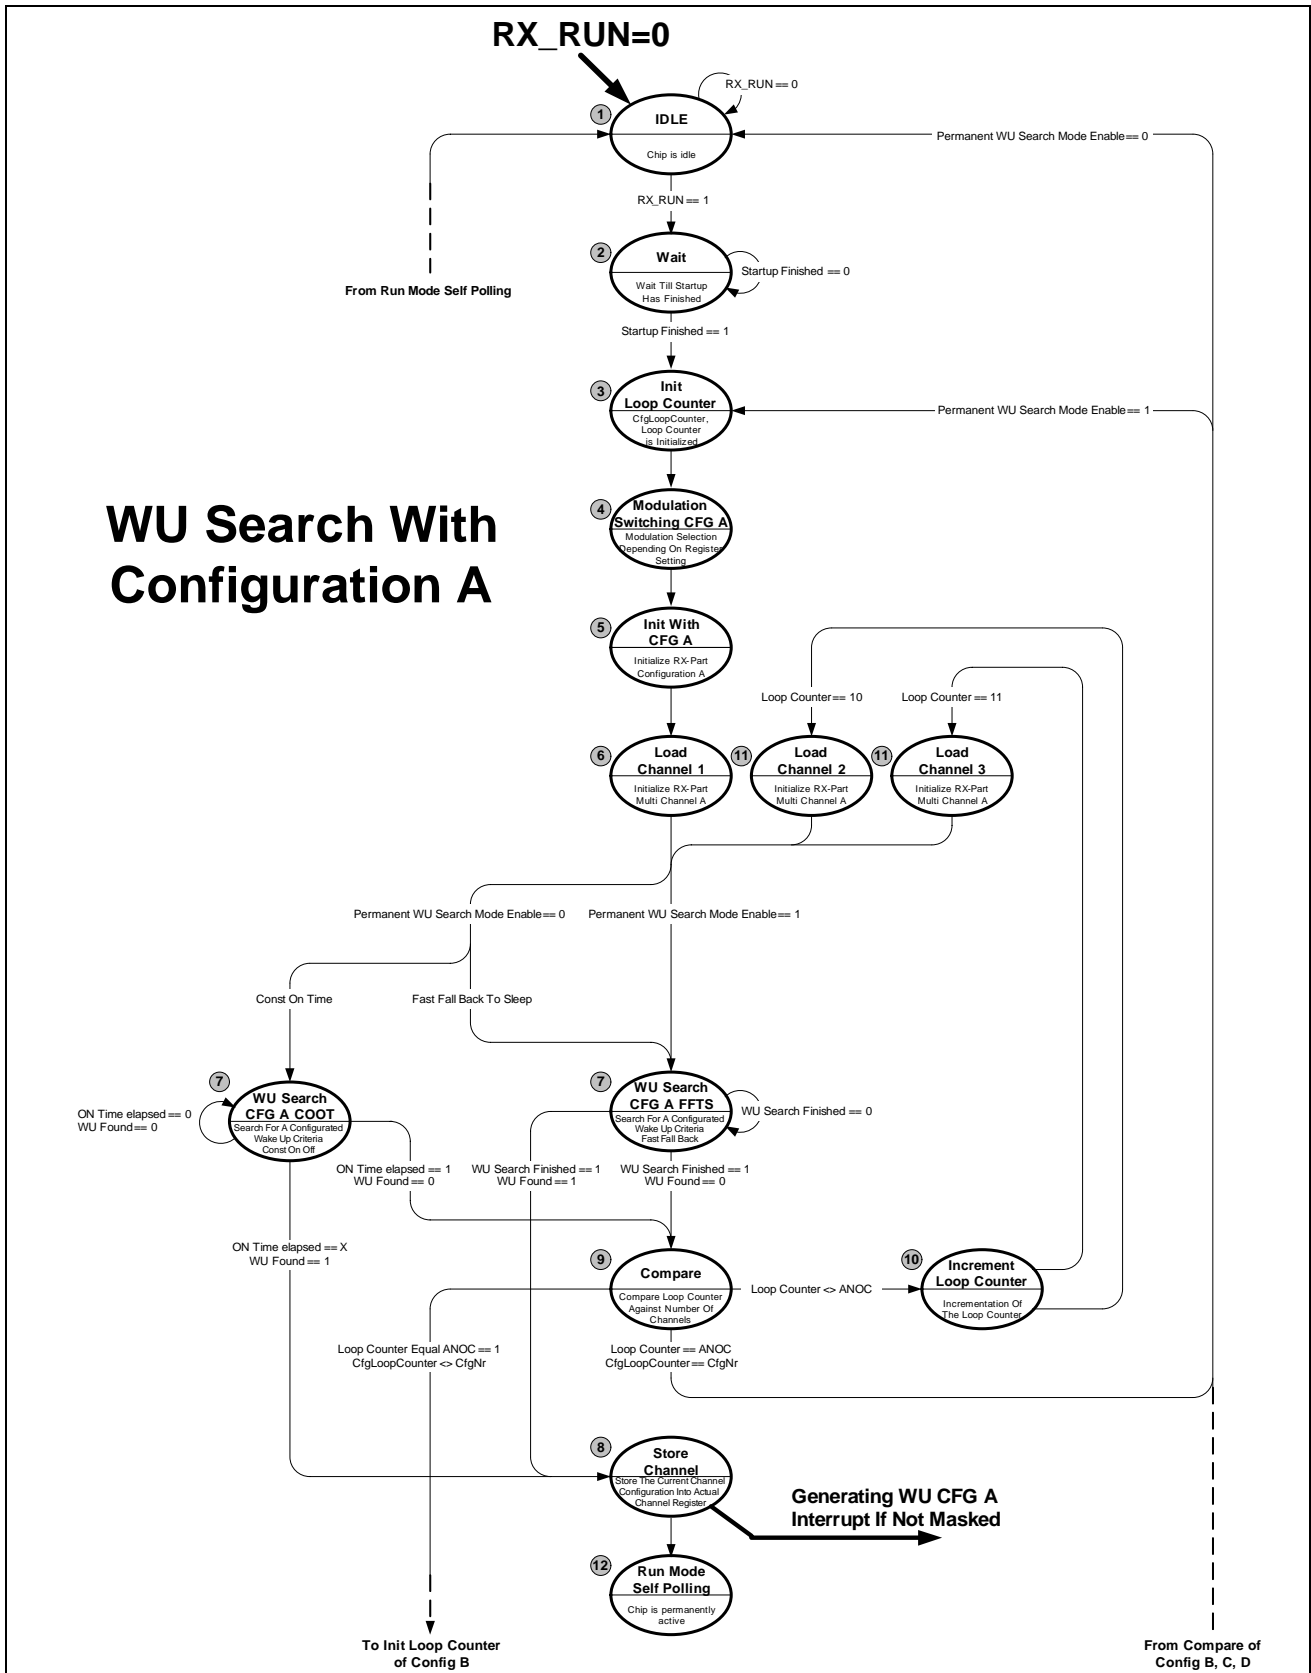 RX_RUN=0
RX_RUN == 0
1
IDLE
Chip is idle
Permanent WU Search Mode Enable== 0
RX_RUN == 1
2
Wait
Wait Till Startup
Has Finished
Startup Finished == 0
From Run Mode Self Polling
Startup Finished == 1
3
Init
Loop Counter
CfgLoopCounter,
Loop Counter
is Initialized
Permanent WU Search Mode Enable== 1
WU Search With
Configuration A
4
Modulation
Switching CFG A
Modulation Selection
Depending On Register
Setting
5
Init With
CFG A
Initialize RX-Part
Configuration A
Loop Counter== 10
Loop Counter == 11
6
Load
Channel 1
Initialize RX-Part
Multi Channel A
11
Load
Channel 2
Initialize RX-Part
Multi Channel A
11
Load
Channel 3
Initialize RX-Part
Multi Channel A
Permanent WU Search Mode Enable== 0
Permanent WU Search Mode Enable== 1
Const On Time
Fast Fall Back To Sleep
7
WU Search
CFG A COOT
Search For A Configurated
Wake Up Criteria
Const On Off
ON Time elapsed == 0
WU Found== 0
7
WU Search
CFG A FFTS
Search For A Configurated
Wake Up Criteria
Fast Fall Back
WU Search Finished == 0
ON Time elapsed == 1
WU Found == 0
WU Search Finished == 1
WU Found == 1
WU Search Finished == 1
WU Found == 0
ON Time elapsed == X
WU Found == 1
9
Compare
Compare Loop Counter
Against Number Of
Channels
Loop Counter <> ANOC
10
Increment
Loop Counter
Incrementation Of
The Loop Counter
Loop Counter Equal ANOC == 1
CfgLoopCounter <> CfgNr
Loop Counter == ANOC
CfgLoopCounter== CfgNr
8
Store
Channel
Store The Current Channel
Configuration Into Actual
Channel Register
Generating WU CFG A
Interrupt If Not Masked
12
Run Mode
Self Polling
Chip is permanently
active
To Init Loop Counter
of Config B
From Compare of
Config B, C, D